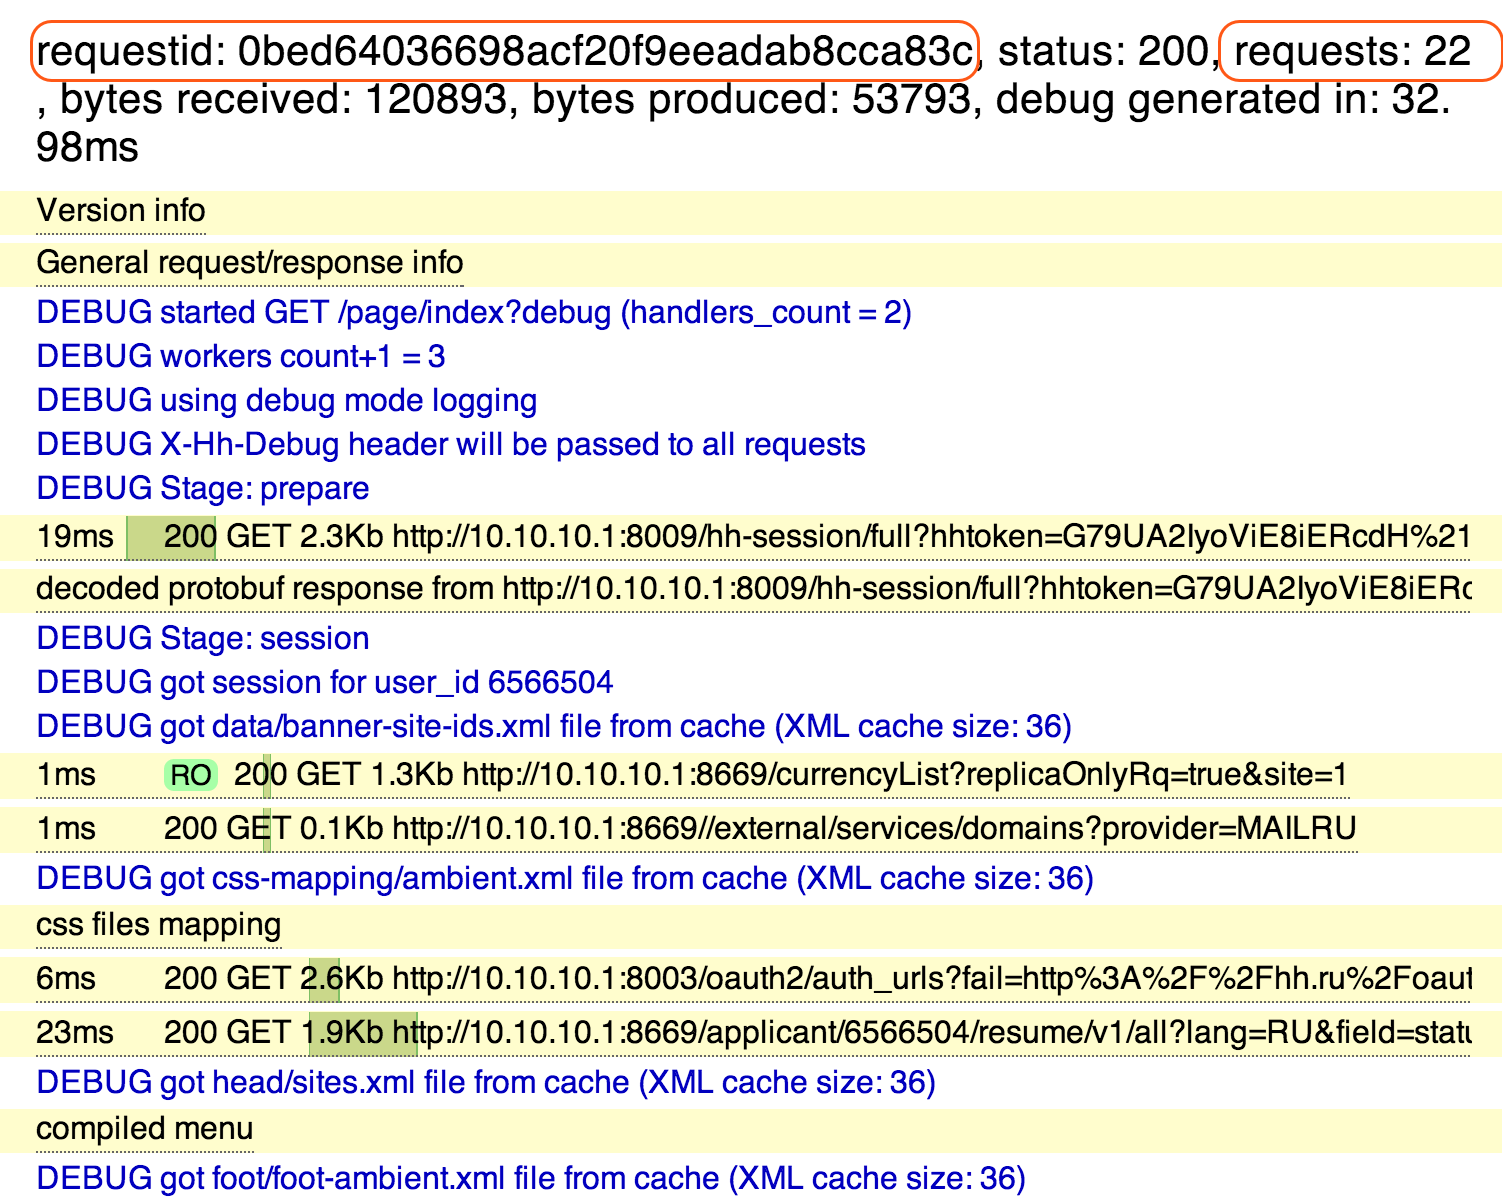 requestid: 0bed64036698acf20f9eeadab8cca83c, status: 200, requests: 22
, bytes received: 120893, bytes produced: 53793, debug generated in: 32.
98ms
Version info
General request/response info
DEBUG started GET /page/index?debug (handlers_count = 2)
DEBUG workers count+1 = 3
DEBUG using debug mode logging
DEBUG X-Hh-Debug header will be passed to all requests
DEBUG Stage: prepare
19ms 200 GET 2.3Kb http://10.10.10.1:8009/hh-session/full?hhtoken=G79UA2IyoViE8iERcdH%21
decoded protobuf response from http://10.10.10.1:8009/hh-session/full?hhtoken=G79UA2IyoViE8iERc
DEBUG Stage: session
DEBUG got session for user_id 6566504
DEBUG got data/banner-site-ids.xml file from cache (XML cache size: 36)
1ms RO 200 GET 1.3Kb http://10.10.10.1:8669/currencyList?replicaOnlyRq=true&site=1
1ms 200 GET 0.1Kb http://10.10.10.1:8669//external/services/domains?provider=MAILRU
DEBUG got css-mapping/ambient.xml file from cache (XML cache size: 36)
css files mapping
6ms 200 GET 2.6Kb http://10.10.10.1:8003/oauth2/auth_urls?fail=http%3A%2F%2Fhh.ru%2Foaut
23ms 200 GET 1.9Kb http://10.10.10.1:8669/applicant/6566504/resume/v1/all?lang=RU&field=statu
DEBUG got head/sites.xml file from cache (XML cache size: 36)
compiled menu
DEBUG got foot/foot-ambient.xml file from cache (XML cache size: 36)